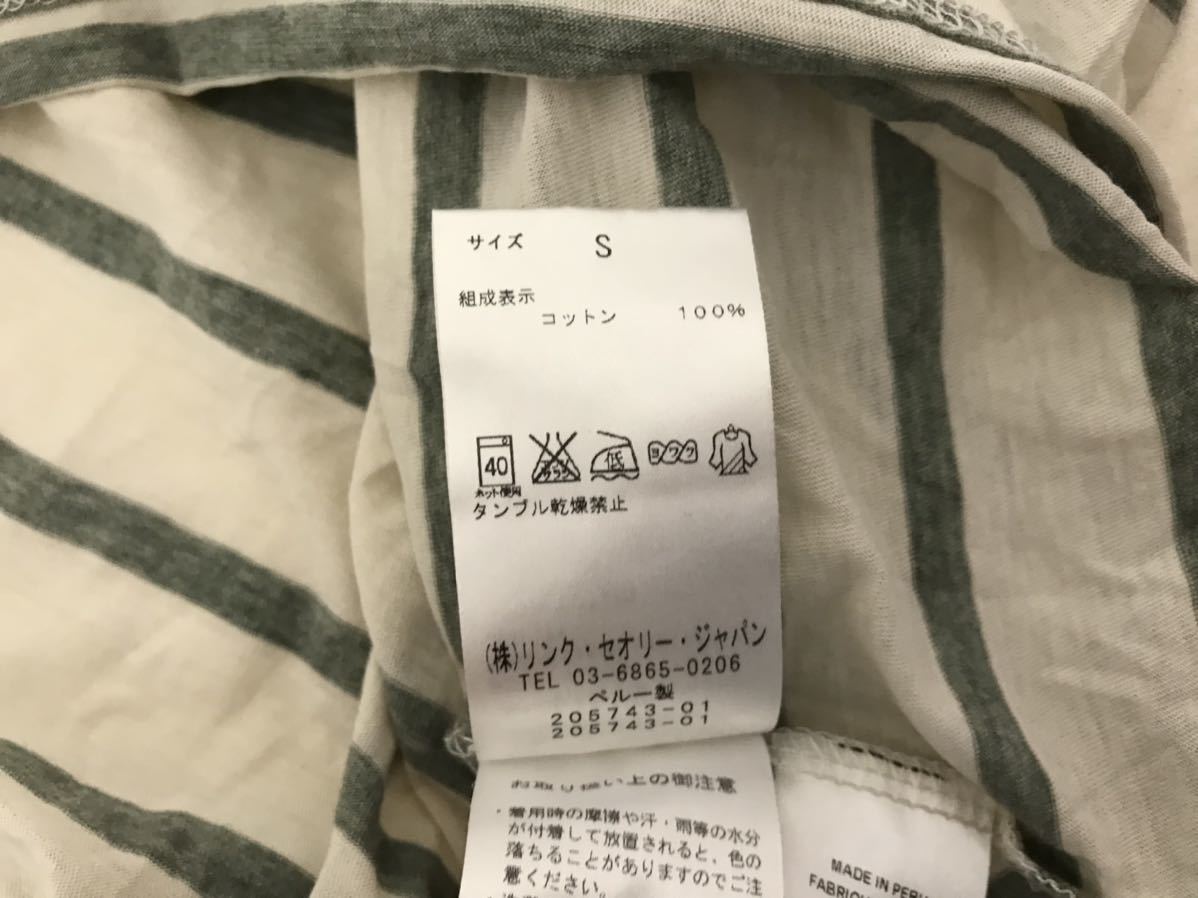 サイズ S
組成表示
コットン 100%
40
ネット使用
低
ヨワク
タンブル乾燥禁止
(株)リンク・セオリー・ジャパン
TEL 03-6865-0206
ペルー製
205743-01
205743-01
お取り扱い上の御注意
・着用時の摩擦や汗・雨等の水分
が付着して放置されると、色の
落ちることがありますのでご注
意ください。
MADE IN PERU